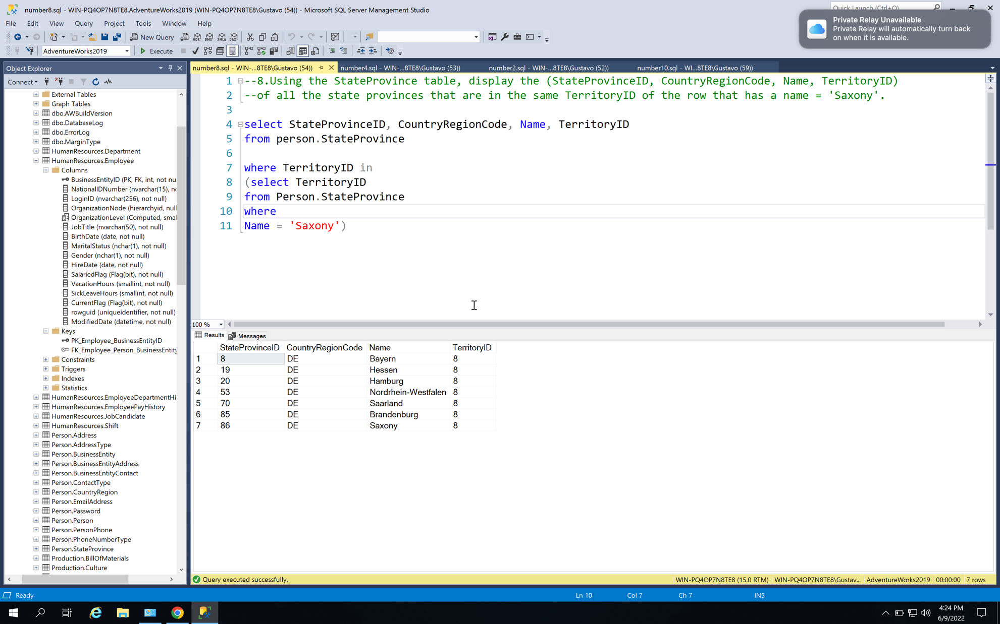 number8.sql - WIN-PQ4OP7N8TE8.AdventureWorks2019 (WIN-PQ4OP7N8TE8\Gustavo (54)) - Microsoft SQL Server Management Studio
Quick Launch (Ctrl+Q)
Private Relay Unavailable
Private Relay will automatically turn back
on when it is available.
File Edit View Query Project Tools Window Help
New Query MDX DMX XMLA DAX
AdventureWorks2019 Execute
Object Explorer
Connect
External Tables
Graph Tables
dbo.AWBuildVersion
dbo.DatabaseLog
dbo.ErrorLog
dbo.MarginType
HumanResources.Department
HumanResources.Employee
Columns
BusinessEntityID (PK, FK, int, not nu
NationalIDNumber (nvarchar(15), no
LoginID (nvarchar(256), not null)
OrganizationNode (hierarchyid, null
OrganizationLevel (Computed, smal
JobTitle (nvarchar(50), not null)
BirthDate (date, not null)
MaritalStatus (nchar(1), not null)
Gender (nchar(1), not null)
HireDate (date, not null)
SalariedFlag (Flag(bit), not null)
VacationHours (smallint, not null)
SickLeaveHours (smallint, not null)
CurrentFlag (Flag(bit), not null)
rowguid (uniqueidentifier, not null)
ModifiedDate (datetime, not null)
Keys
PK_Employee_BusinessEntityID
FK_Employee_Person_BusinessEntity
Constraints
Triggers
Indexes
Statistics
HumanResources.EmployeeDepartmentHi
HumanResources.EmployeePayHistory
HumanResources.JobCandidate
HumanResources.Shift
Person.Address
Person.AddressType
Person.BusinessEntity
Person.BusinessEntityAddress
Person.BusinessEntityContact
Person.ContactType
Person.CountryRegion
Person.EmailAddress
Person.Password
Person.Person
Person.PersonPhone
Person.PhoneNumberType
Person.StateProvince
Production.BillOfMaterials
Production.Culture
number8.sql - WIN-...8TE8\Gustavo (54)) number4.sql - WIN-...8TE8\Gustavo (53)) number2.sql - WIN-...8TE8\Gustavo (52)) number10.sql - WI...8TE8\Gustavo (59))
1 --8.Using the StateProvince table, display the (StateProvinceID, CountryRegionCode, Name, TerritoryID)
2 --of all the state provinces that are in the same TerritoryID of the row that has a name = 'Saxony'.
3
4 select StateProvinceID, CountryRegionCode, Name, TerritoryID
5 from person.StateProvince
6
7 where TerritoryID in
8 (select TerritoryID
9 from Person.StateProvince
10 where
11 Name = 'Saxony')
100 %
Results Messages
StateProvinceID CountryRegionCode Name TerritoryID
1 8 DE Bayern 8
2 19 DE Hessen 8
3 20 DE Hamburg 8
4 53 DE Nordrhein-Westfalen 8
5 70 DE Saarland 8
6 85 DE Brandenburg 8
7 86 DE Saxony 8
Query executed successfully. WIN-PQ4OP7N8TE8 (15.0 RTM) WIN-PQ4OP7N8TE8\Gustav... AdventureWorks2019 00:00:00 7 rows
Ready Ln 10 Col 7 Ch 7 INS
4:24 PM
6/9/2022